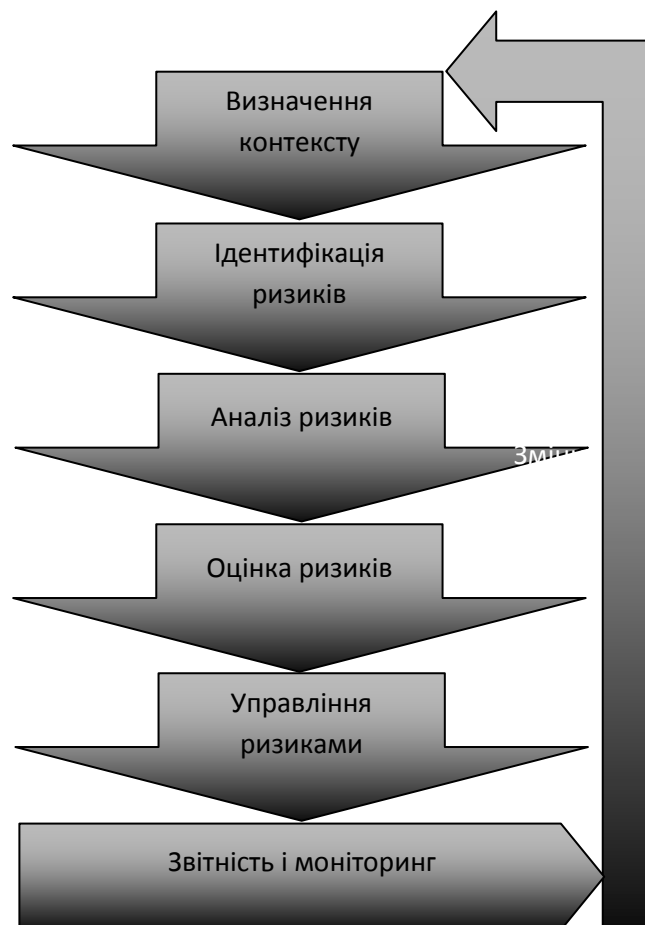 Визначення
контексту
Ідентифікація
ризиків
Аналіз ризиків
Оцінка ризиків
Управління
ризиками
Звітність і моніторинг